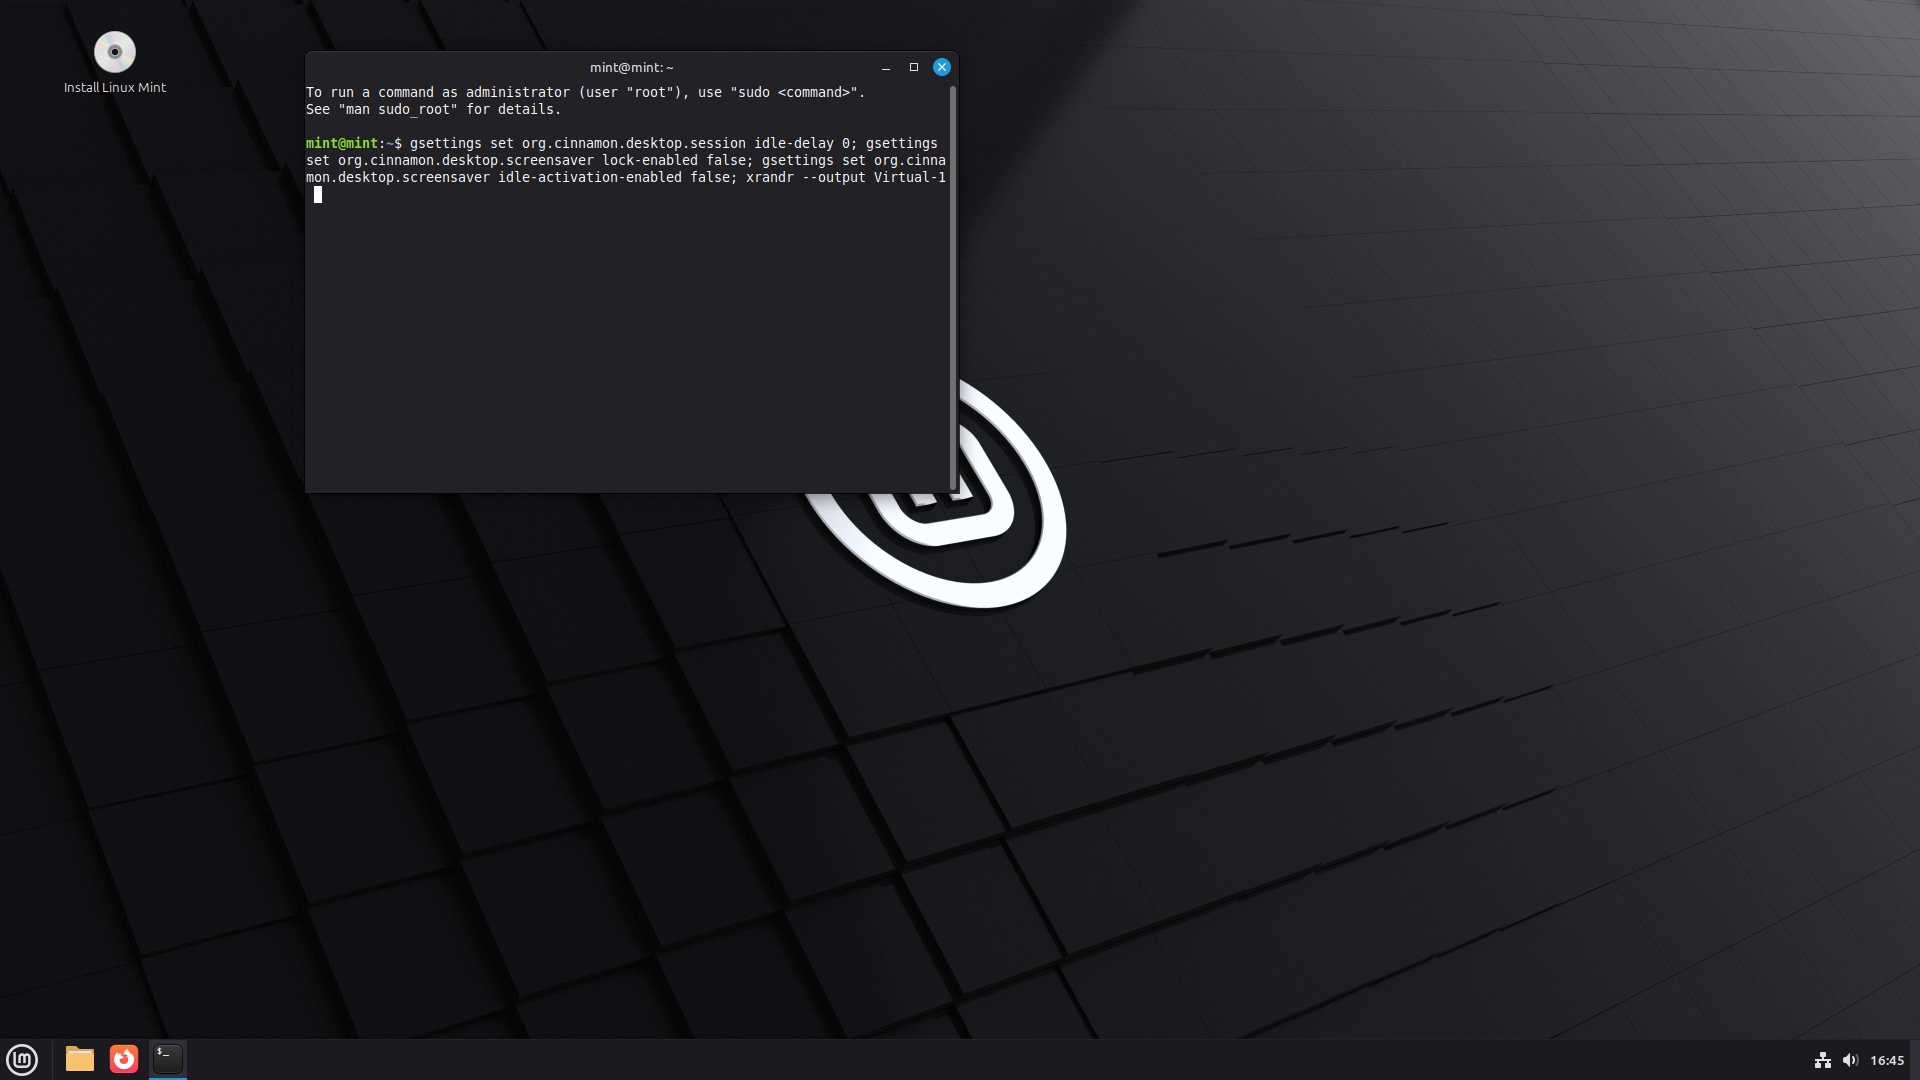 Install Linux Mint
mint@mint: ~
To run a command as administrator (user "root"), use "sudo <command>".
See "man sudo_root" for details.
mint@mint:~$ gsettings set org.cinnamon.desktop.session idle-delay 0; gsettings
set org.cinnamon.desktop.screensaver lock-enabled false; gsettings set org.cinna
mon.desktop.screensaver idle-activation-enabled false; xrandr --output Virtual-1
$_
16:45